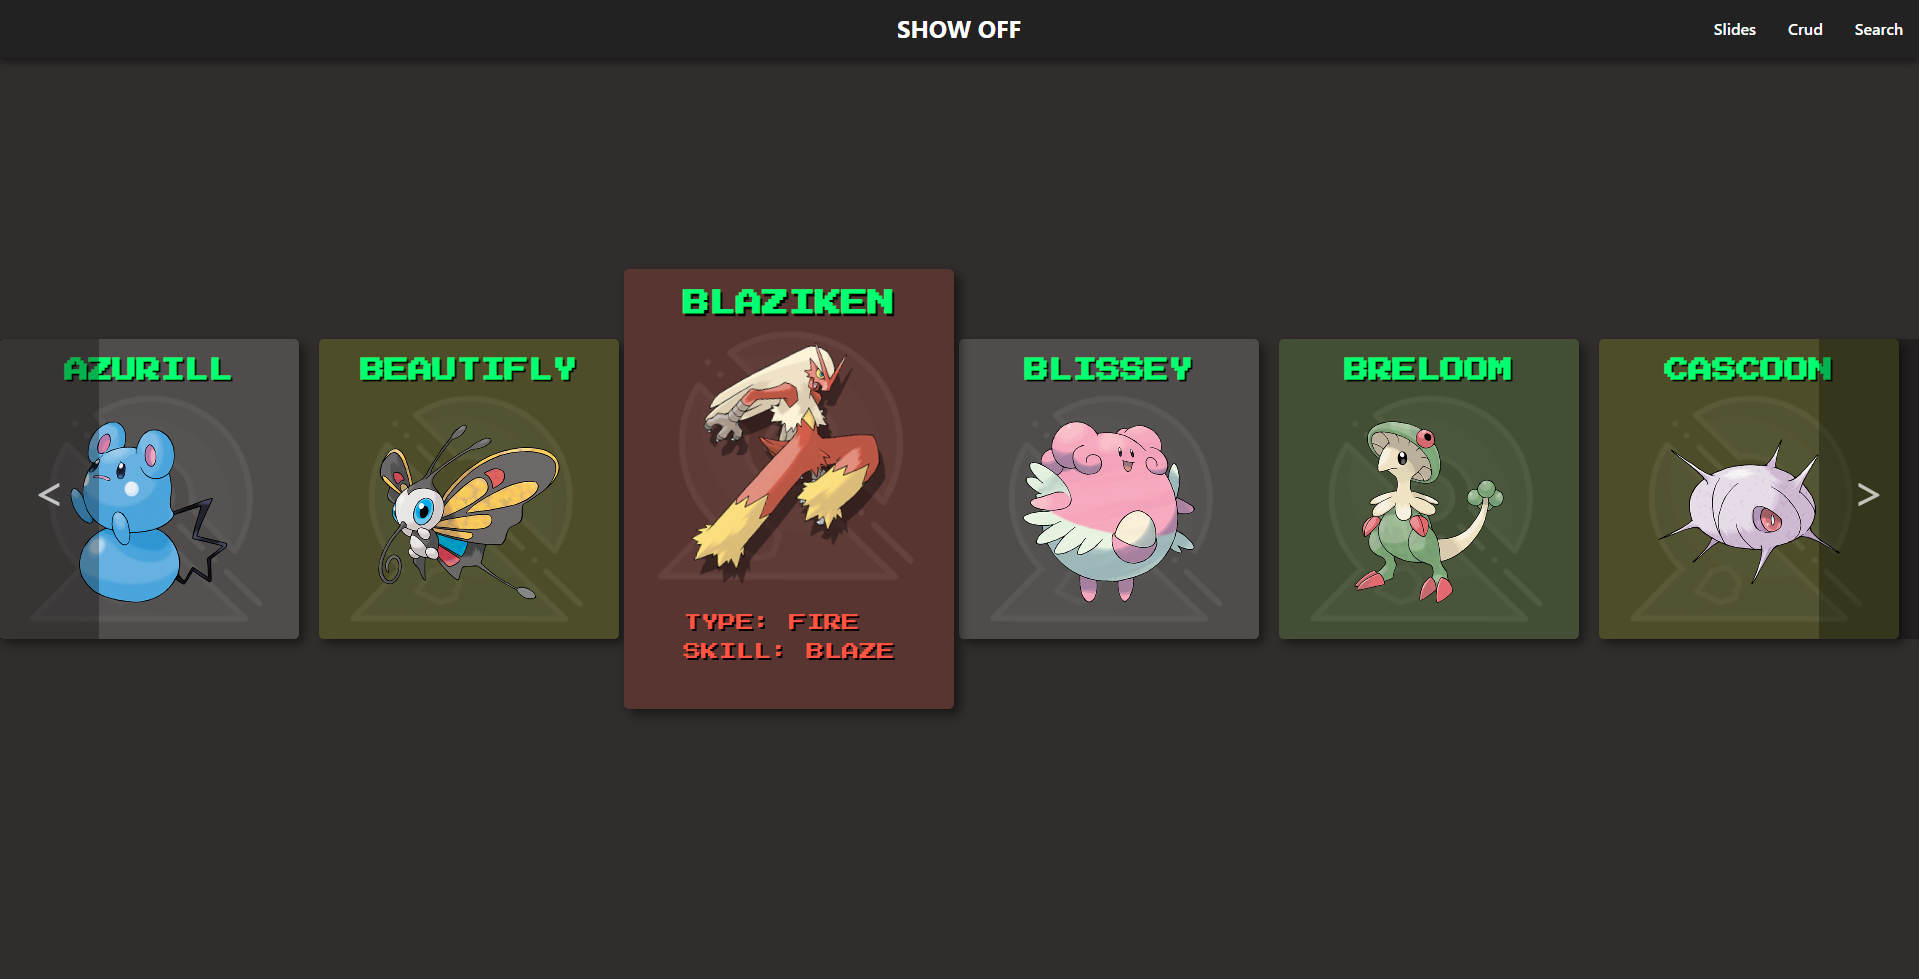 SHOW OFF
Slides
Crud
Search
AZURILL
BEAUTIFLY
BLAZIKEN
TYPE: FIRE
SKILL: BLAZE
BLISSEY
BRELOOM
CASCOON
<
>